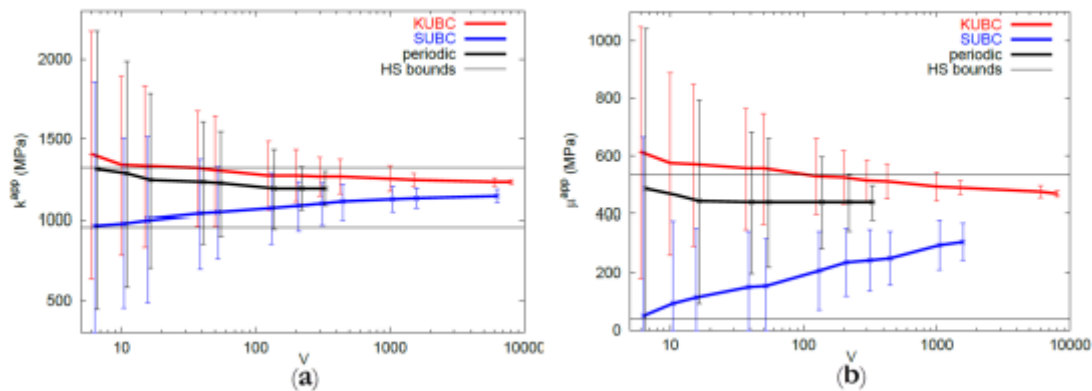 KUBC
SUBC
periodic
HS bounds
2000
1500
1000
500
k^app (MPa)
10
100
1000
10000
V
(a)
KUBC
SUBC
periodic
HS bounds
1000
800
600
400
200
0
μ^app (MPa)
10
100
1000
10000
V
(b)